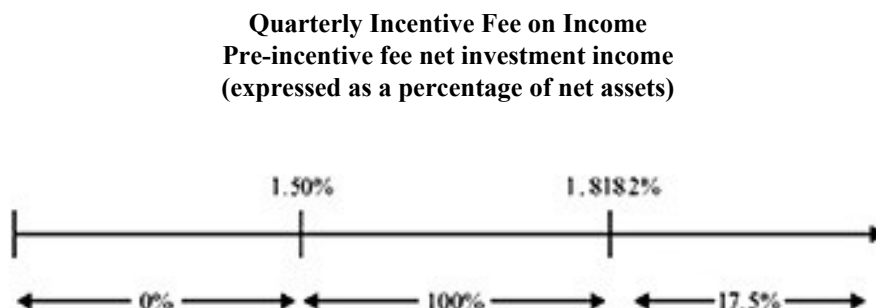 Quarterly Incentive Fee on Income
Pre-incentive fee net investment income
(expressed as a percentage of net assets)
1.50% 1.8182%
0% 100% 17.5%